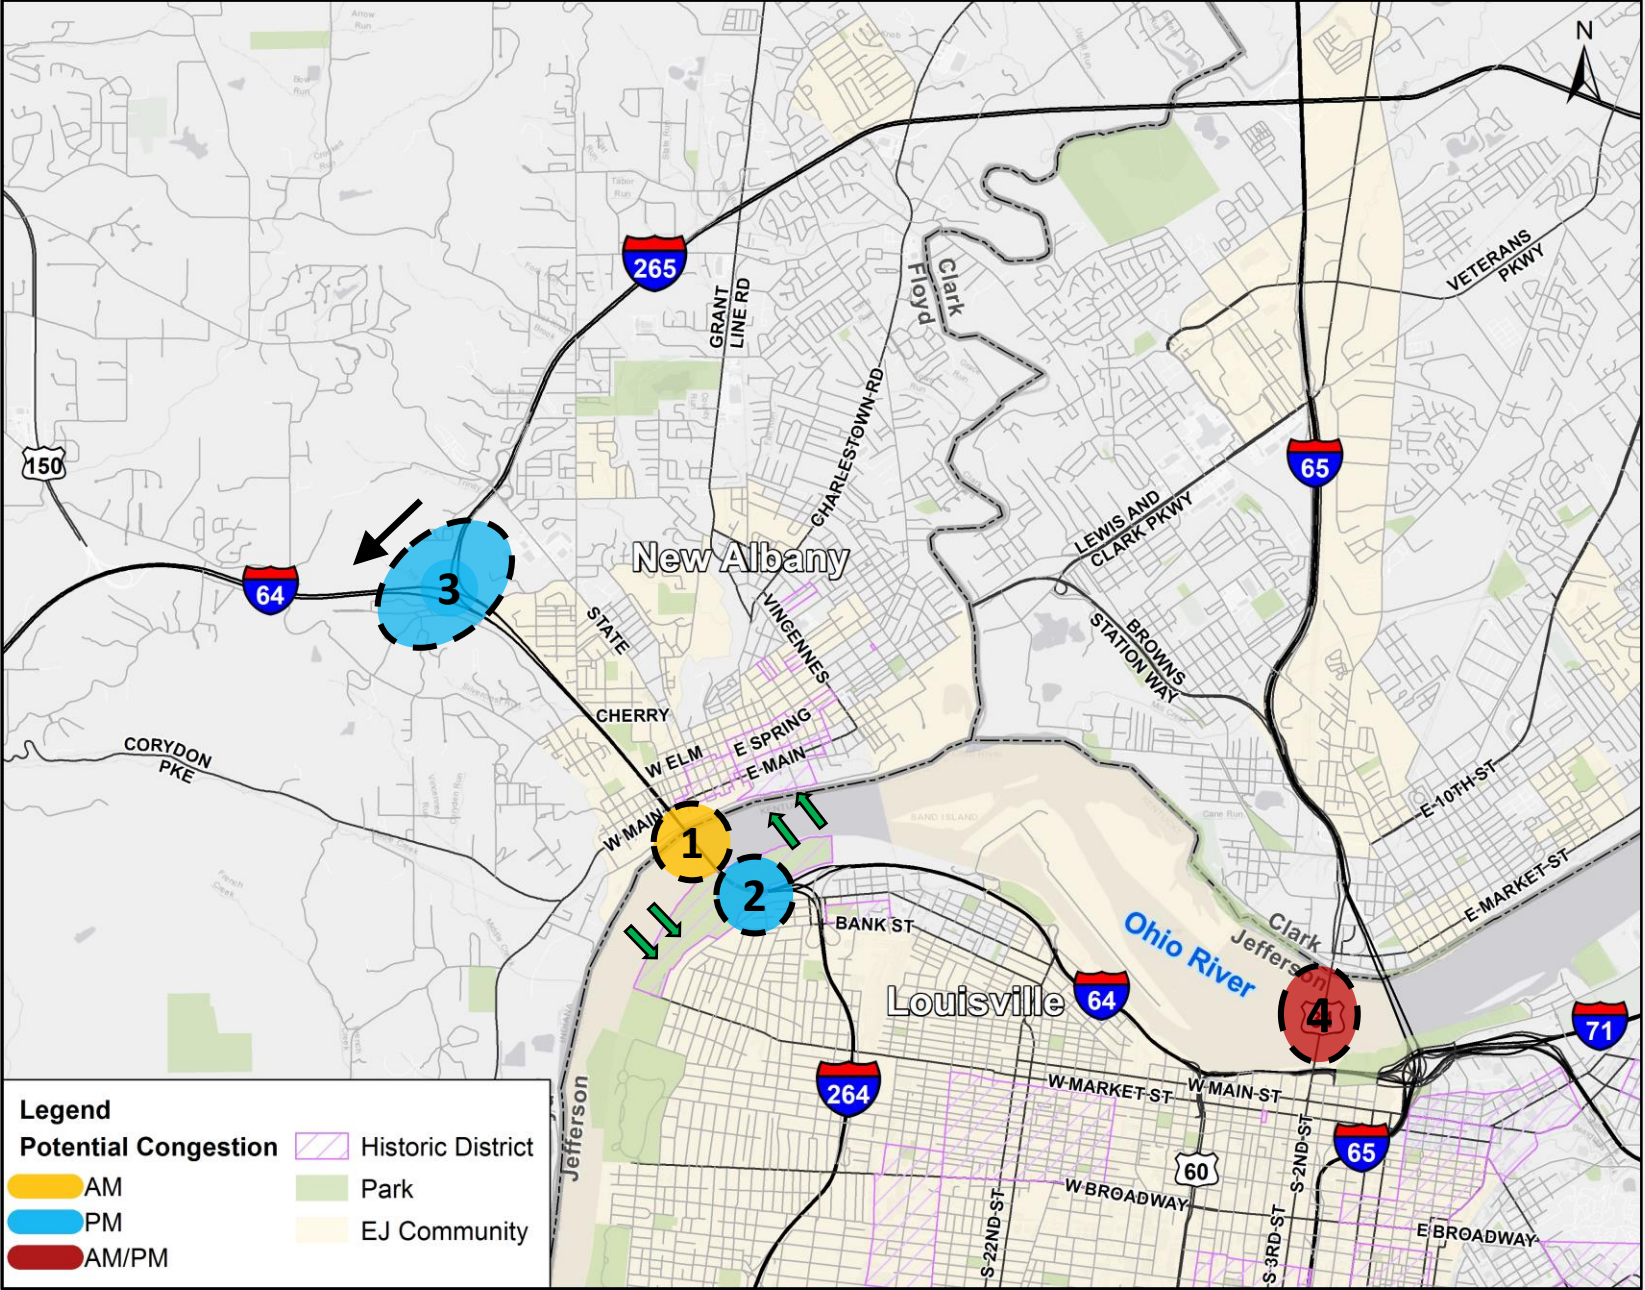 N
265
GRANT
LINE RD
Clark
Floyd
VETERANS
PKWY
CHARLESTOWN RD
150
65
LEWIS AND
CLARK PKWY
New Albany
64
3
STATE
VINCENNES
BROWNS
STATION WAY
CHERRY
E SPRING
W ELM
E MAIN
CORYDON
PKE
W MAIN
E 10TH ST
SAND ISLAND
Cane Run
1
2
BANK ST
E MARKET ST
Ohio River
Clark
Jefferson
Louisville
64
4
71
264
W MARKET ST
W MAIN ST
65
60
S 2ND ST
W BROADWAY
S 22ND ST
S 3RD ST
E BROADWAY
Jefferson
Legend
Potential Congestion
AM
PM
AM/PM
Historic District
Park
EJ Community